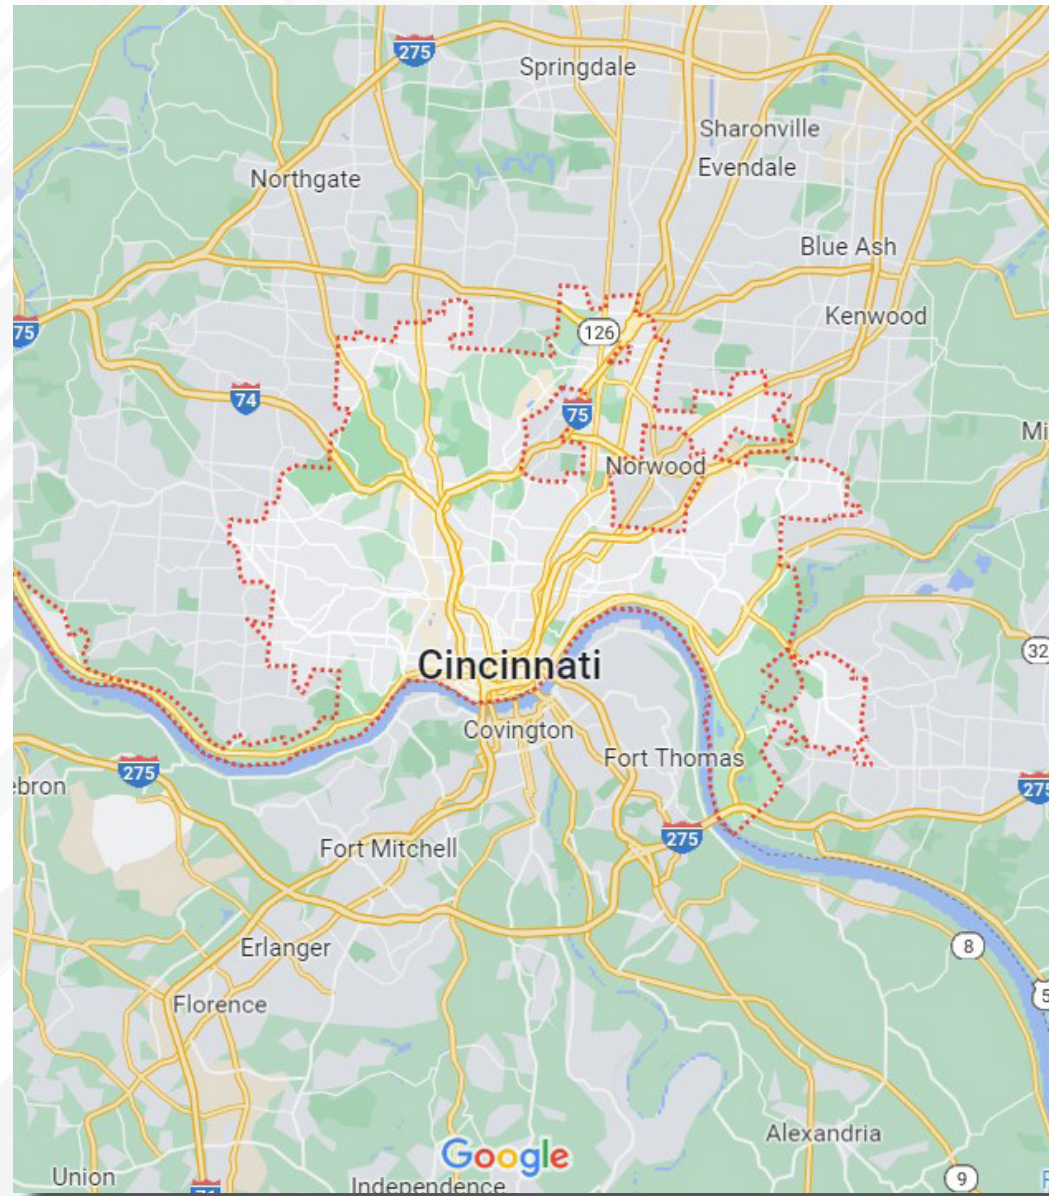 275
Springdale
Sharonville
Evendale
Northgate
Blue Ash
Kenwood
75
126
74
75
Mi
Norwood
32
Cincinnati
Covington
Fort Thomas
275
ebron
275
275
Fort Mitchell
8
Erlanger
5
Florence
Alexandria
Google
Union
9
Independence